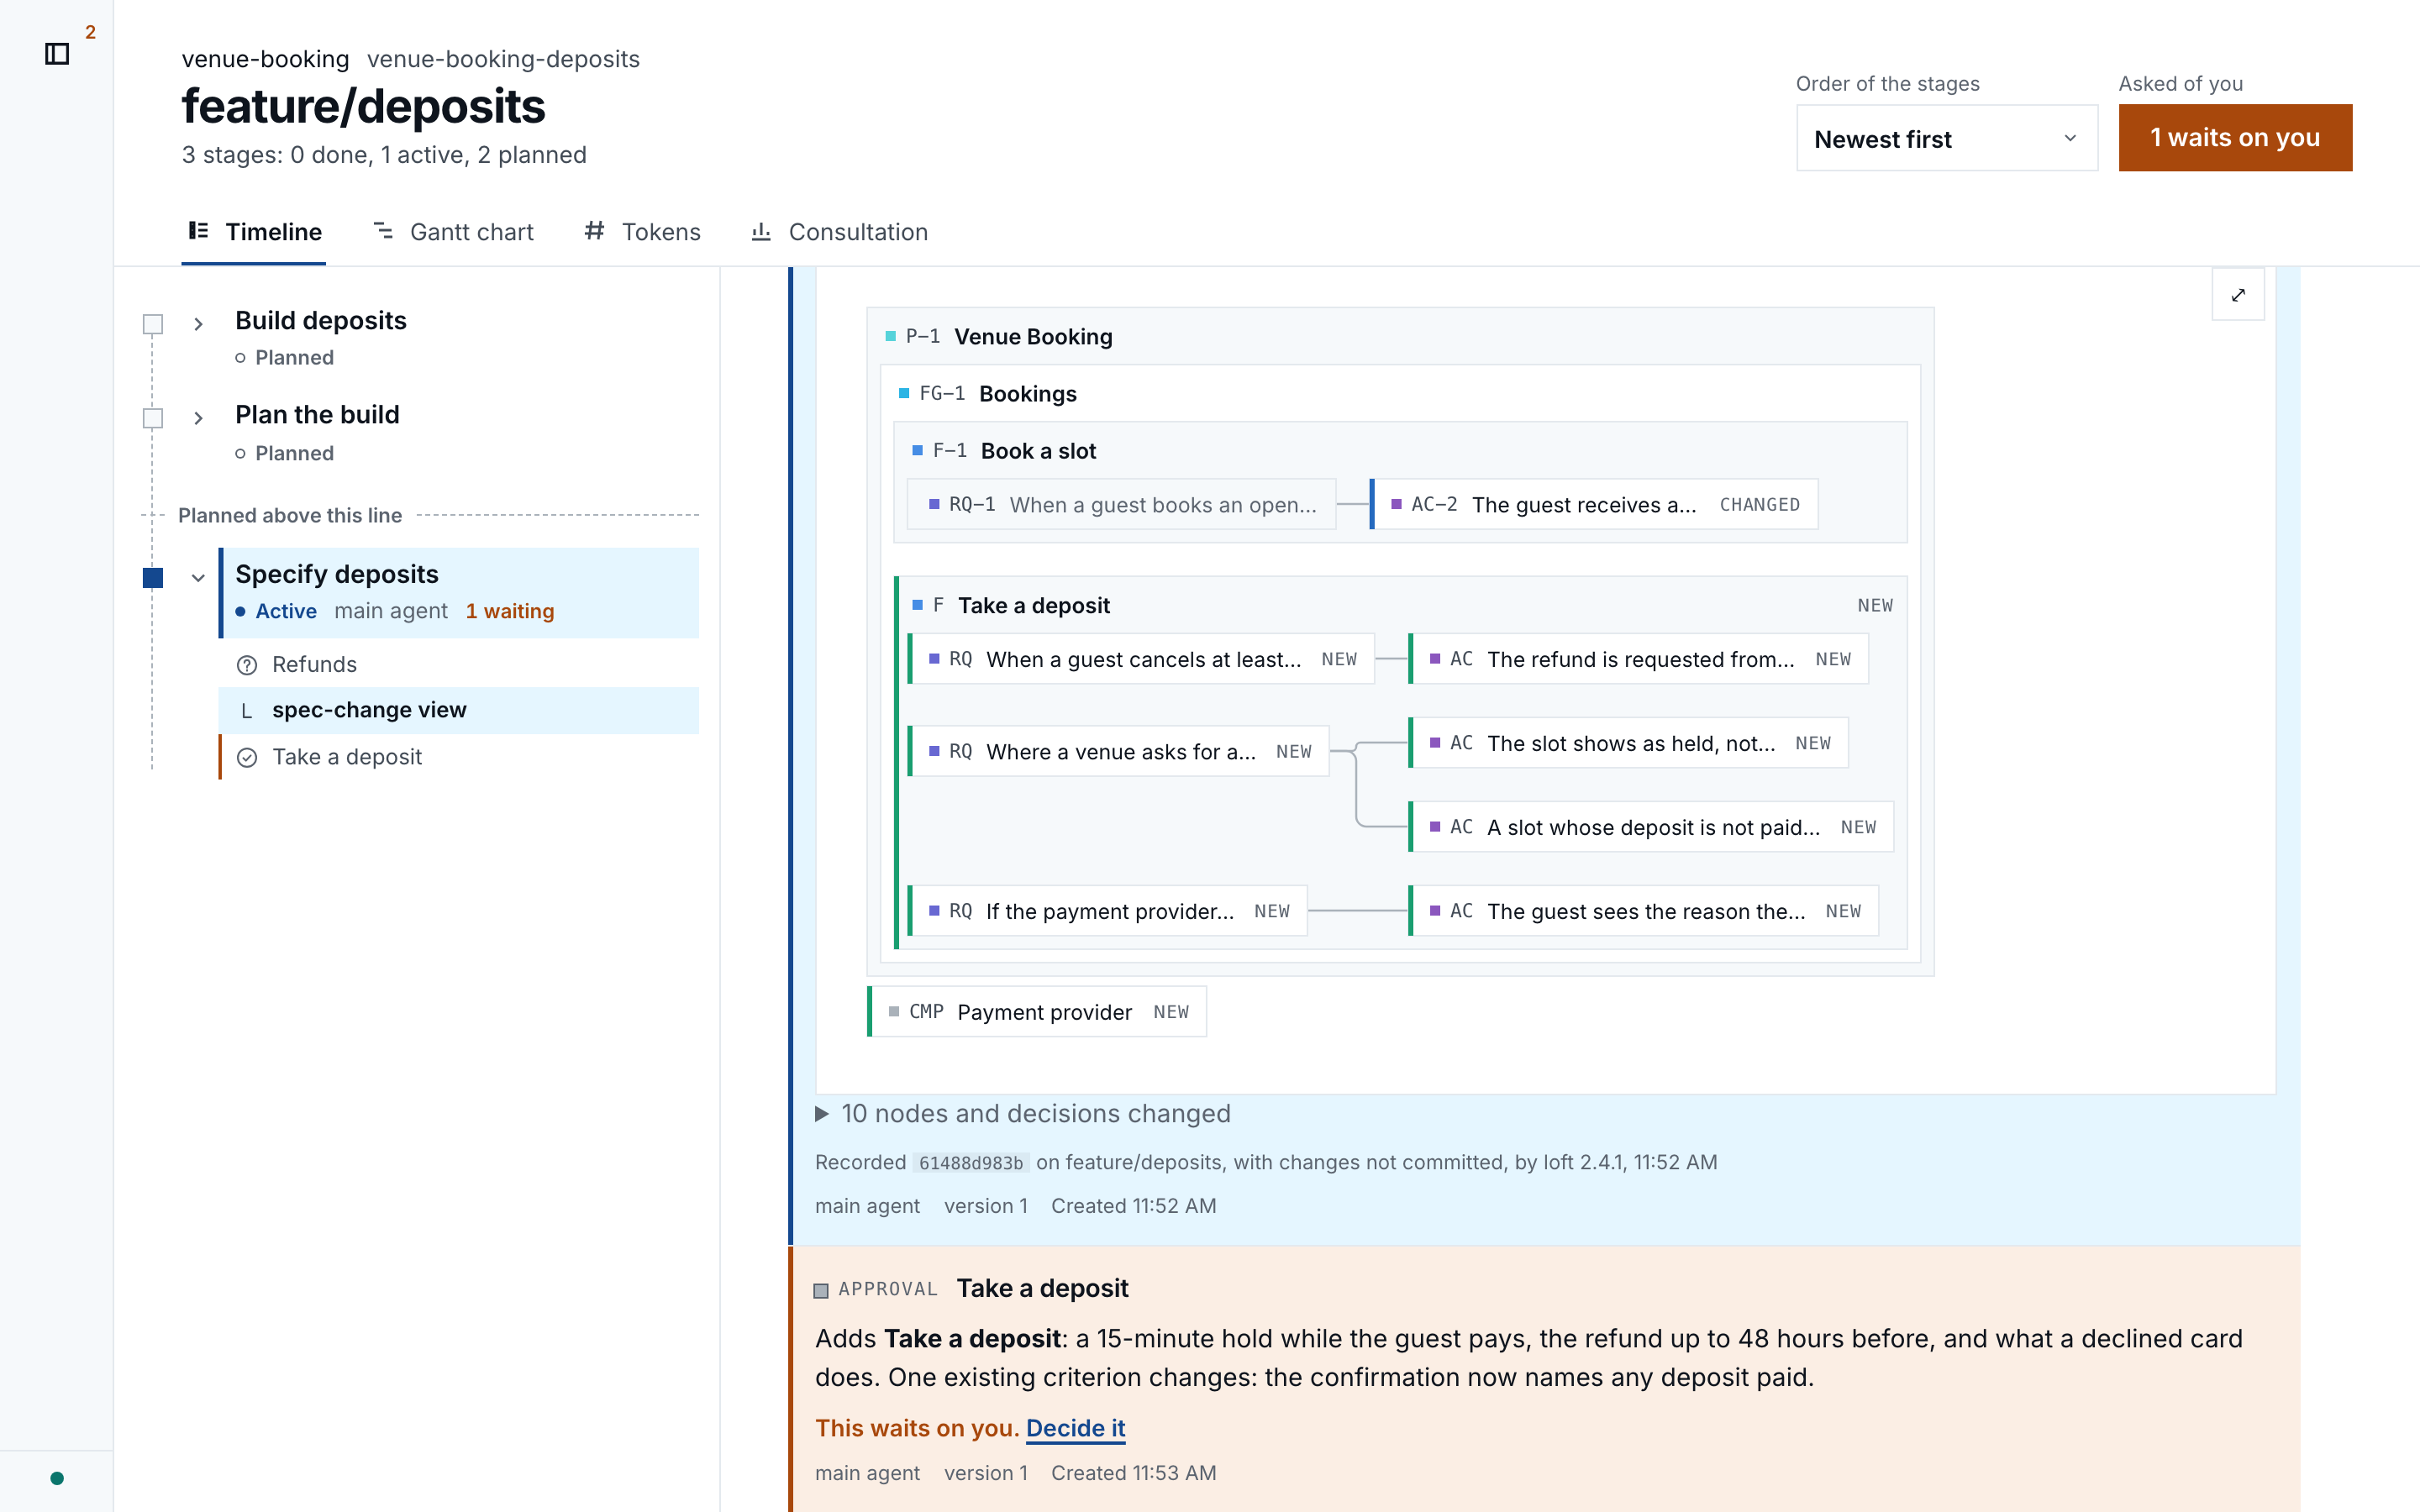 2
venue-booking venue-booking-deposits
feature/deposits
3 stages: 0 done, 1 active, 2 planned
Order of the stages
Newest first
Asked of you
1 waits on you
Timeline
Gantt chart
Tokens
Consultation
Build deposits
Planned
Plan the build
Planned
Planned above this line
Specify deposits
Active main agent 1 waiting
Refunds
L spec-change view
Take a deposit
P–1 Venue Booking
FG–1 Bookings
F–1 Book a slot
RQ–1 When a guest books an open...
AC–2 The guest receives a... CHANGED
F Take a deposit NEW
RQ When a guest cancels at least... NEW
AC The refund is requested from... NEW
RQ Where a venue asks for a... NEW
AC The slot shows as held, not... NEW
AC A slot whose deposit is not paid... NEW
RQ If the payment provider... NEW
AC The guest sees the reason the... NEW
CMP Payment provider NEW
10 nodes and decisions changed
Recorded 61488d983b on feature/deposits, with changes not committed, by loft 2.4.1, 11:52 AM
main agent version 1 Created 11:52 AM
APPROVAL Take a deposit
Adds Take a deposit: a 15-minute hold while the guest pays, the refund up to 48 hours before, and what a declined card
does. One existing criterion changes: the confirmation now names any deposit paid.
This waits on you. Decide it
main agent version 1 Created 11:53 AM